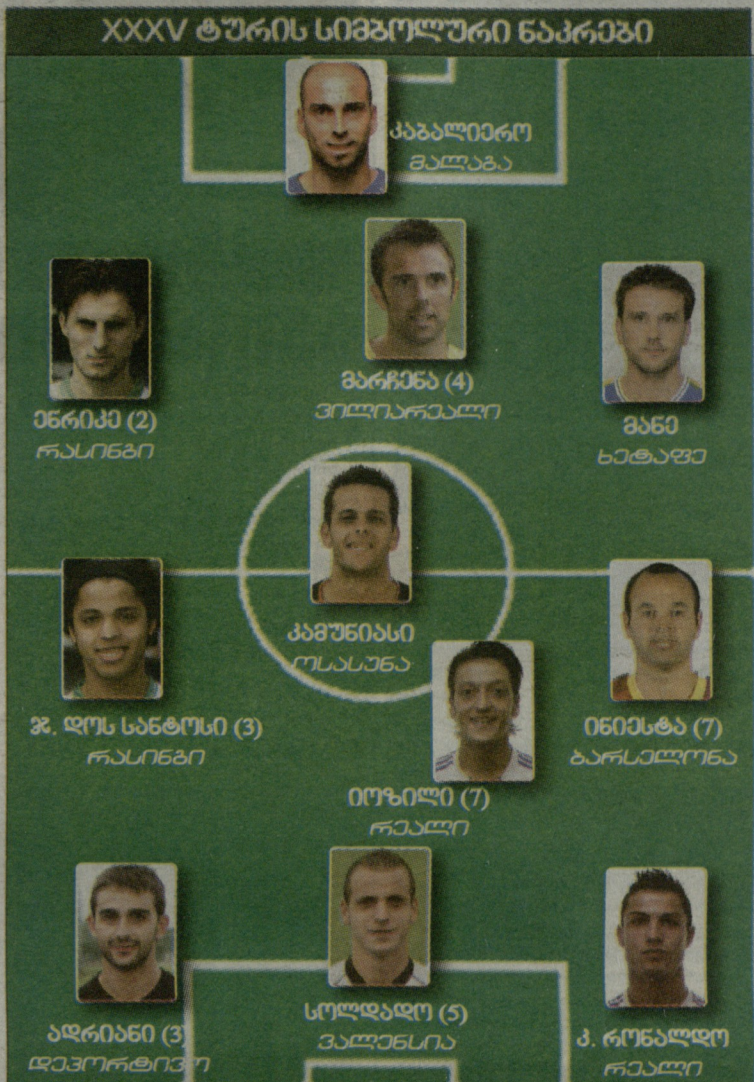 XXXV ტურის სიმბოლური ნაკრები
კაბალიერო
მალაგა
მარჩენა (4)
ვილიარეალი
ენრიკე (2)
რასინგი
მანე
ხეტაფე
კამუნიასი
ოსასუნა
ჯ. დოს სანტოსი (3)
რასინგი
ინიესტა (7)
ბარსელონა
იოზილი (7)
რეალი
ადრიანი (3)
დეპორტივო
სოლდადო (5)
ვალენსია
კ. რონალდო
რეალი